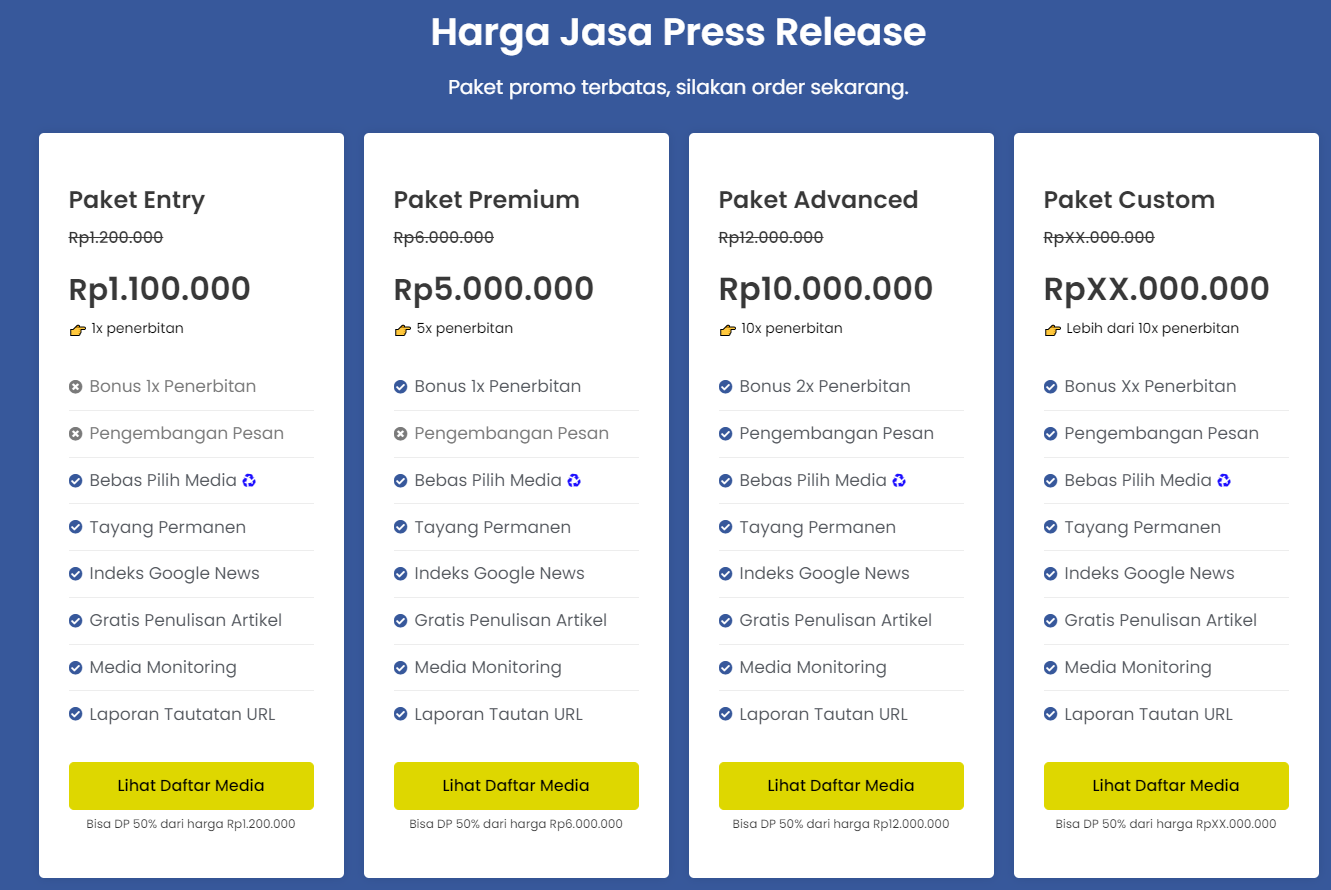 Harga Jasa Press Release
Paket promo terbatas, silakan order sekarang.
Paket Entry
Rp1.200.000
Rp1.100.000
👉 1x penerbitan
Bonus 1x Penerbitan
Pengembangan Pesan
Bebas Pilih Media ♻
Tayang Permanen
Indeks Google News
Gratis Penulisan Artikel
Media Monitoring
Laporan Tautatan URL
Lihat Daftar Media
Bisa DP 50% dari harga Rp1.200.000
Paket Premium
Rp6.000.000
Rp5.000.000
👉 5x penerbitan
Bonus 1x Penerbitan
Pengembangan Pesan
Bebas Pilih Media ♻
Tayang Permanen
Indeks Google News
Gratis Penulisan Artikel
Media Monitoring
Laporan Tautan URL
Lihat Daftar Media
Bisa DP 50% dari harga Rp6.000.000
Paket Advanced
Rp12.000.000
Rp10.000.000
👉 10x penerbitan
Bonus 2x Penerbitan
Pengembangan Pesan
Bebas Pilih Media ♻
Tayang Permanen
Indeks Google News
Gratis Penulisan Artikel
Media Monitoring
Laporan Tautan URL
Lihat Daftar Media
Bisa DP 50% dari harga Rp12.000.000
Paket Custom
RpXX.000.000
RpXX.000.000
👉 Lebih dari 10x penerbitan
Bonus Xx Penerbitan
Pengembangan Pesan
Bebas Pilih Media ♻
Tayang Permanen
Indeks Google News
Gratis Penulisan Artikel
Media Monitoring
Laporan Tautan URL
Lihat Daftar Media
Bisa DP 50% dari harga RpXX.000.000